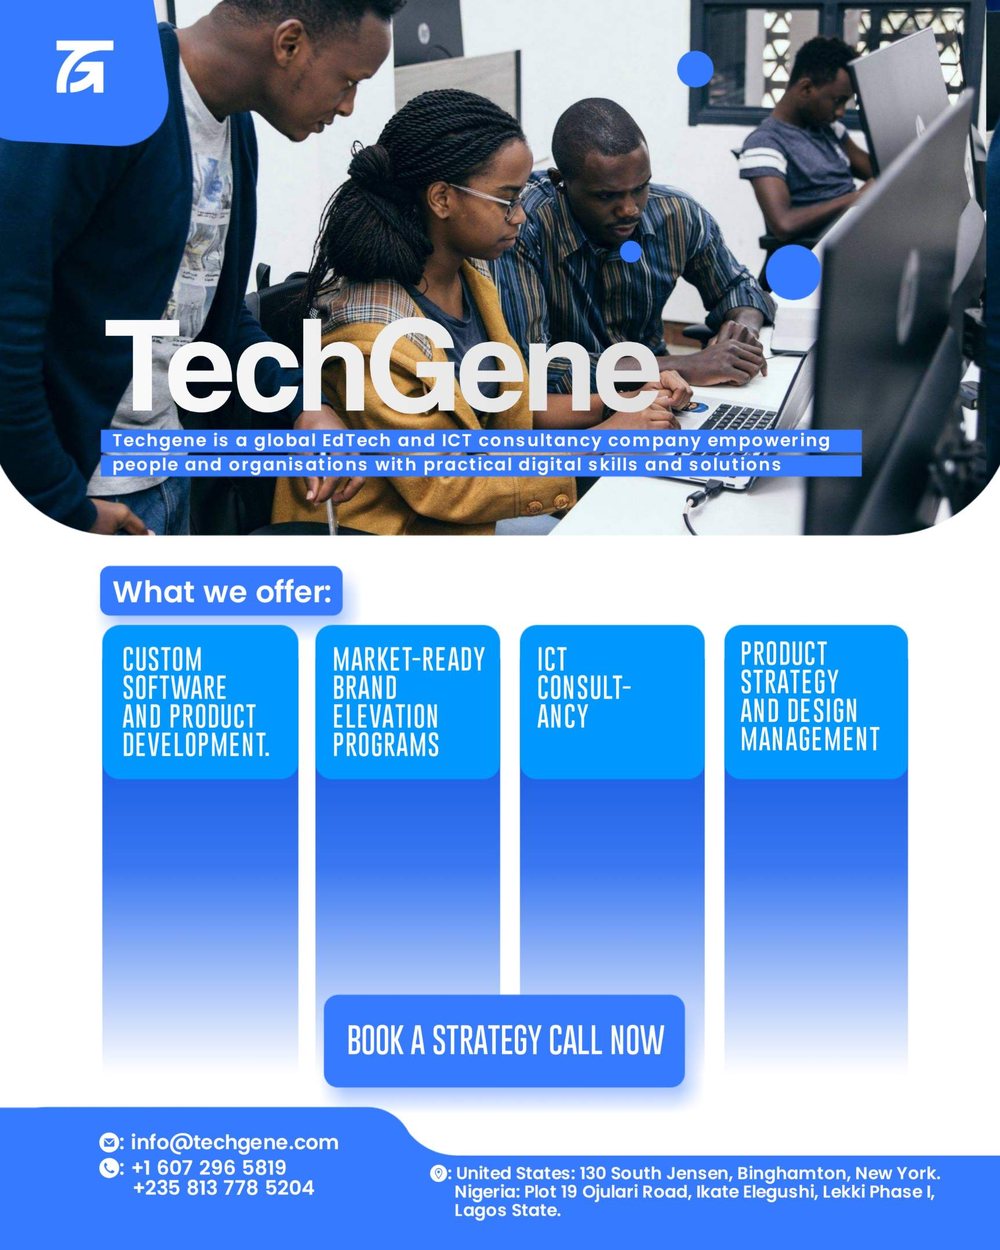 TG
TechGene
Techgene is a global EdTech and ICT consultancy company empowering
people and organisations with practical digital skills and solutions
What we offer:
CUSTOM
SOFTWARE
AND PRODUCT
DEVELOPMENT.
MARKET-READY
BRAND
ELEVATION
PROGRAMS
ICT
CONSULT-
ANCY
PRODUCT
STRATEGY
AND DESIGN
MANAGEMENT
BOOK A STRATEGY CALL NOW
: info@techgene.com
: +1 607 296 5819
+235 813 778 5204
: United States: 130 South Jensen, Binghamton, New York.
Nigeria: Plot 19 Ojulari Road, Ikate Elegushi, Lekki Phase I,
Lagos State.